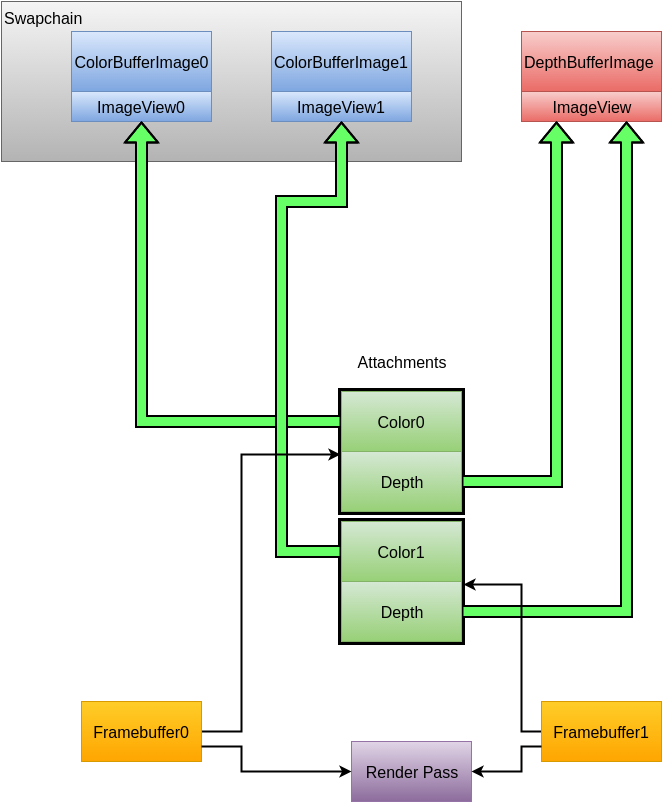 Swapchain
ColorBufferImage0
ColorBufferImage1
DepthBufferImage
ImageView0
ImageView1
ImageView
Attachments
Color0
Depth
Color1
Depth
Framebuffer0
Framebuffer1
Render Pass